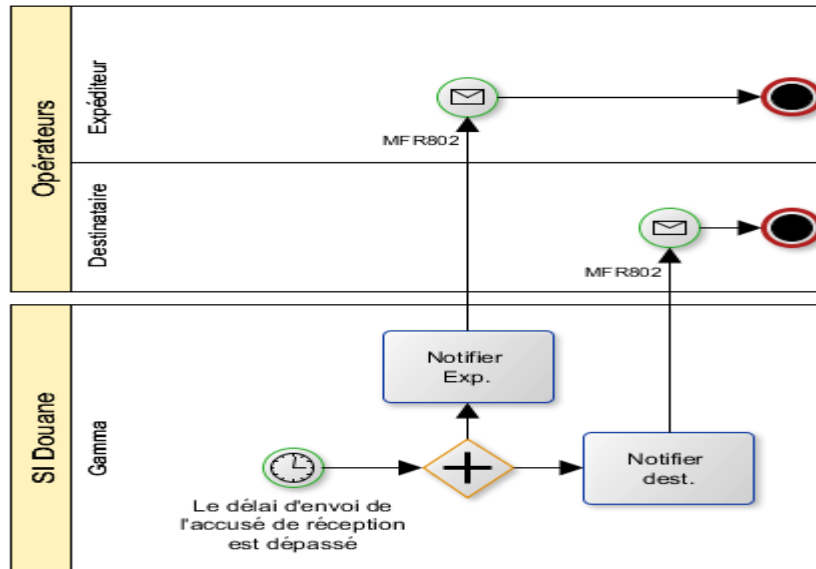 Opérateurs
Expéditeur
MFR802
Destinataire
MFR802
SI Douane
Gamma
Notifier
Exp.
Notifier
dest.
Le délai d'envoi de
l'accusé de réception
est dépassé